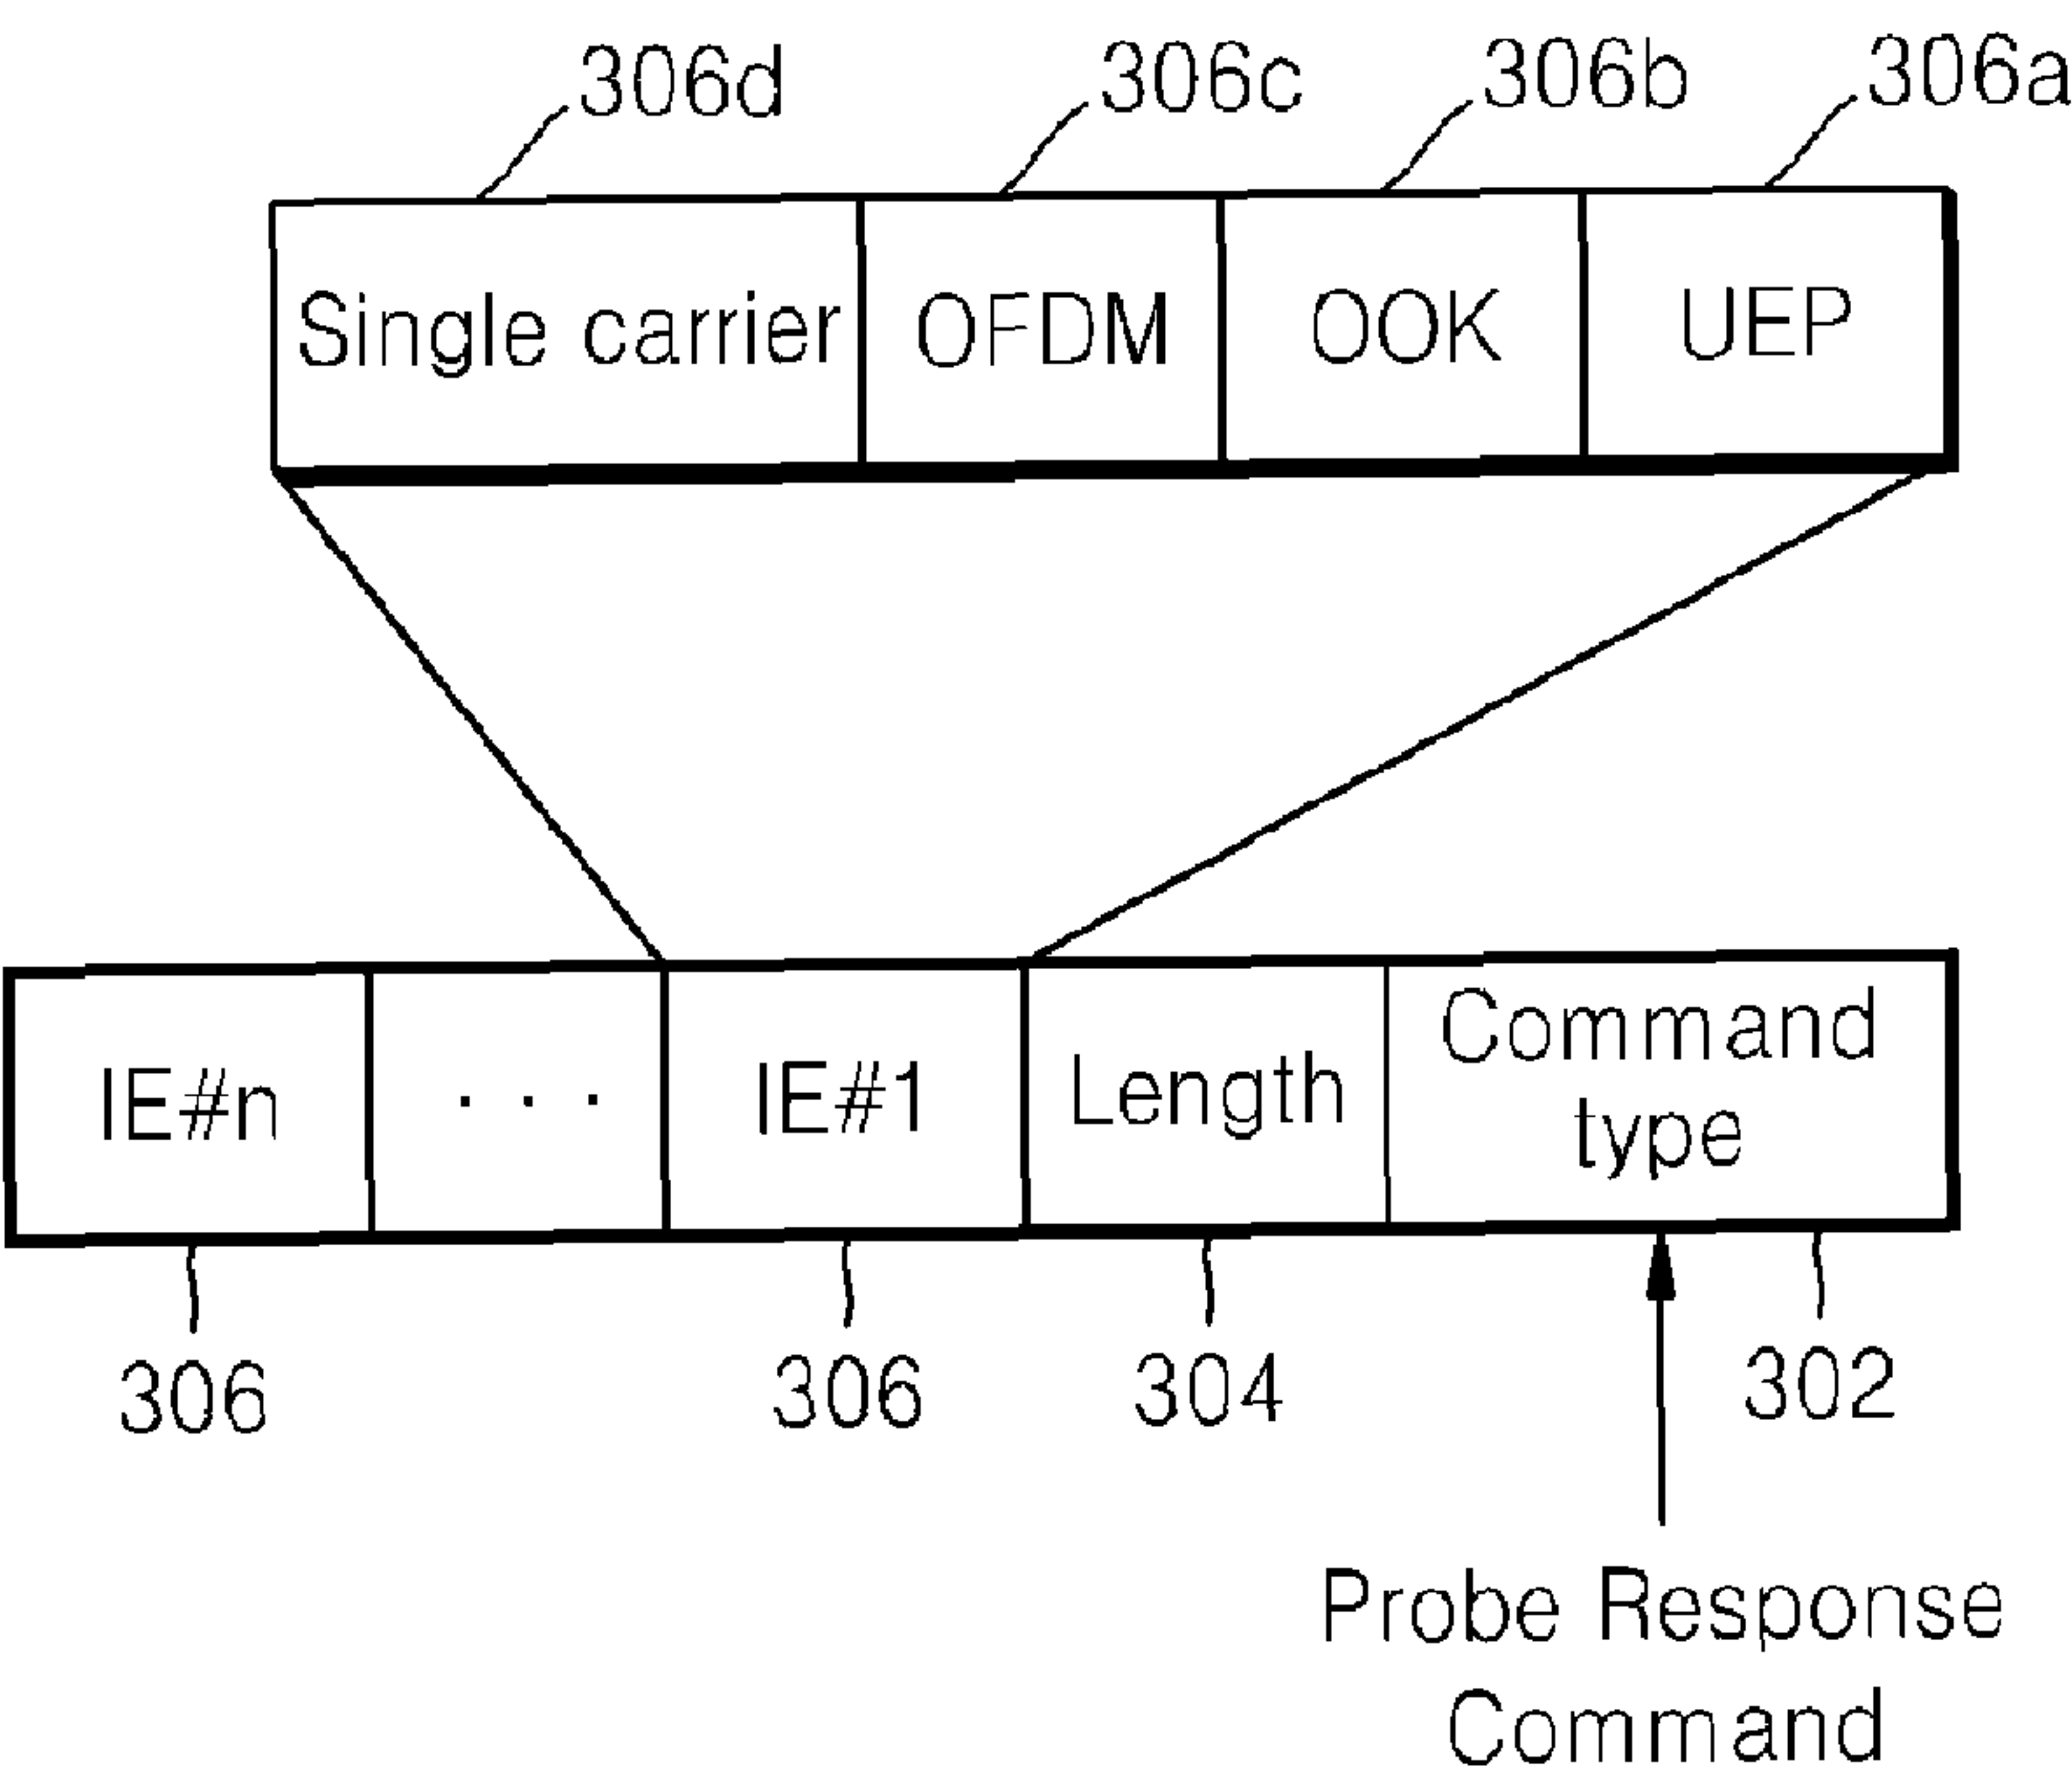 306d 306c 306b 306a
Single carrier OFDM OOK UEP
IE#n . . . IE#1 Length Command
type
306 306 304 302
Probe Response
Command